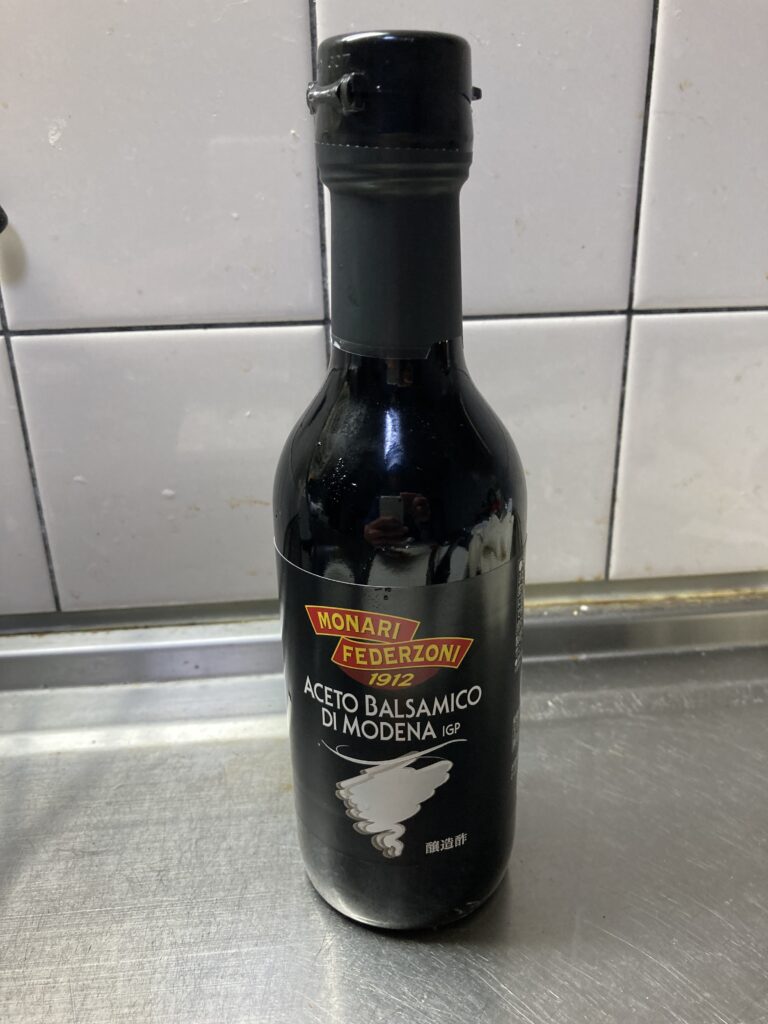 MONARI
FEDERZONI
1912
ACETO BALSAMICO
DI MODENA IGP
醸造酢